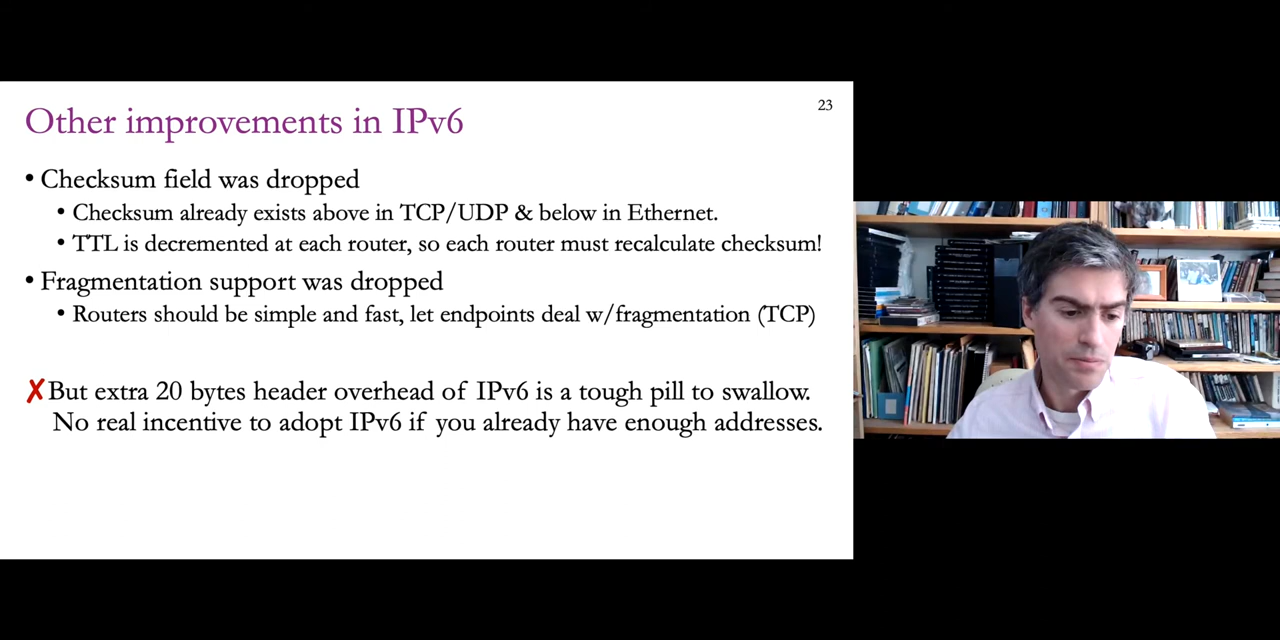 23
Other improvements in IPv6
• Checksum field was dropped
• Checksum already exists above in TCP/UDP & below in Ethernet.
• TTL is decremented at each router, so each router must recalculate checksum!
• Fragmentation support was dropped
• Routers should be simple and fast, let endpoints deal w/fragmentation (TCP)
✗But extra 20 bytes header overhead of IPv6 is a tough pill to swallow.
No real incentive to adopt IPv6 if you already have enough addresses.